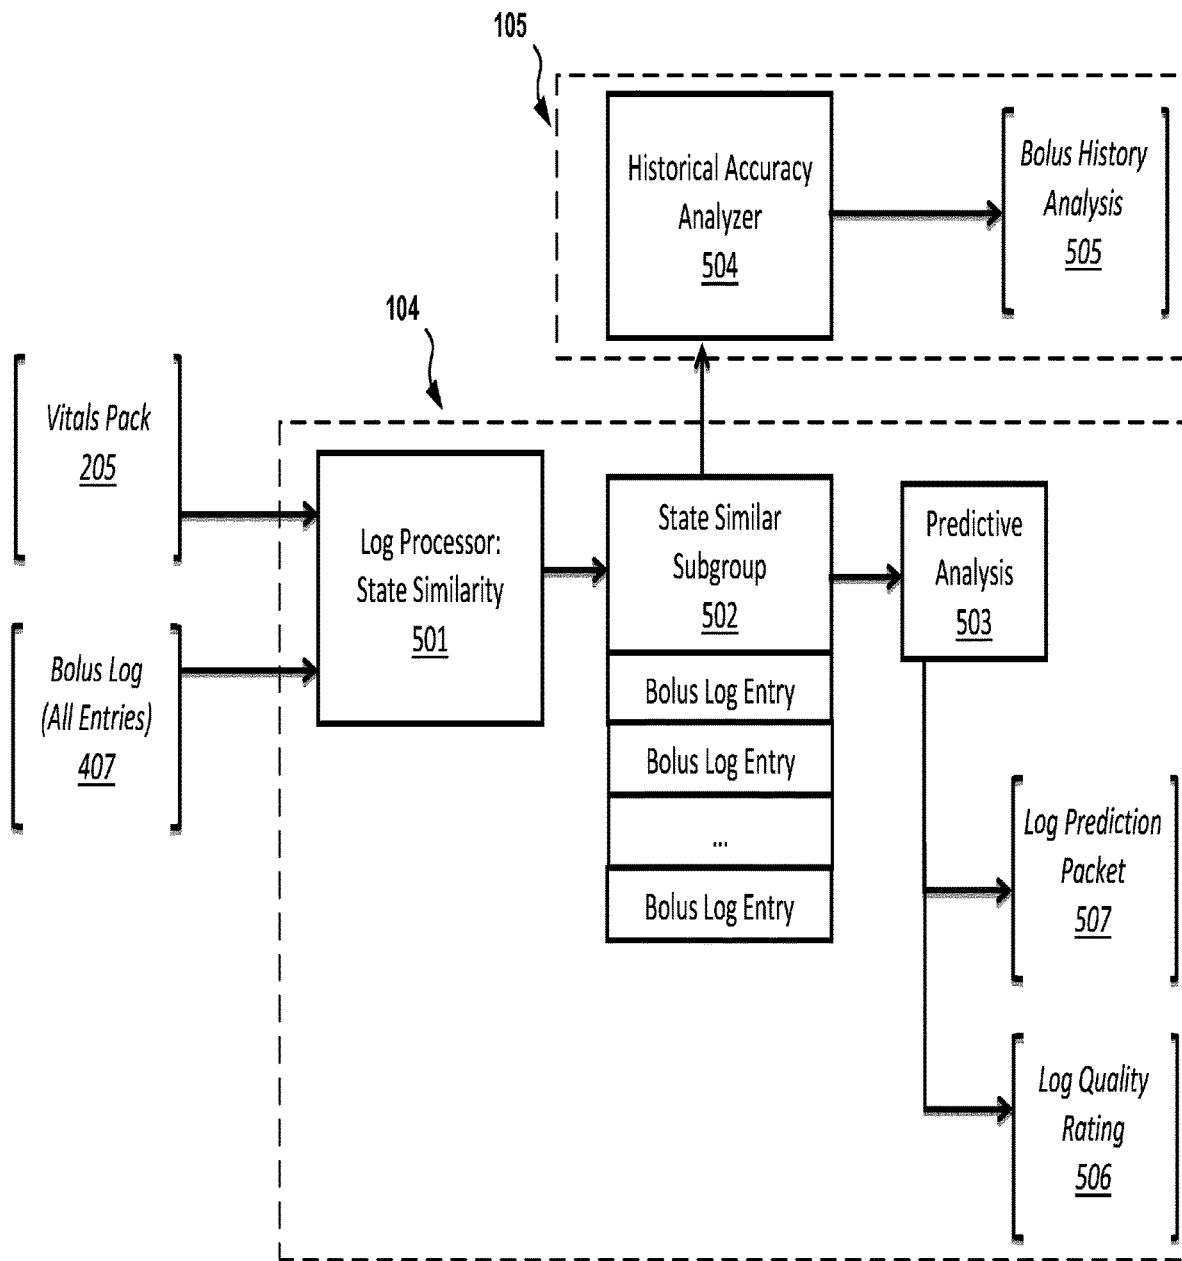 105
Historical Accuracy
Analyzer
504
Bolus History
Analysis
505
104
Vitals Pack
205
Bolus Log
(All Entries)
407
Log Processor:
State Similarity
501
State Similar
Subgroup
502
Bolus Log Entry
Bolus Log Entry
...
Bolus Log Entry
Predictive
Analysis
503
Log Prediction
Packet
507
Log Quality
Rating
506